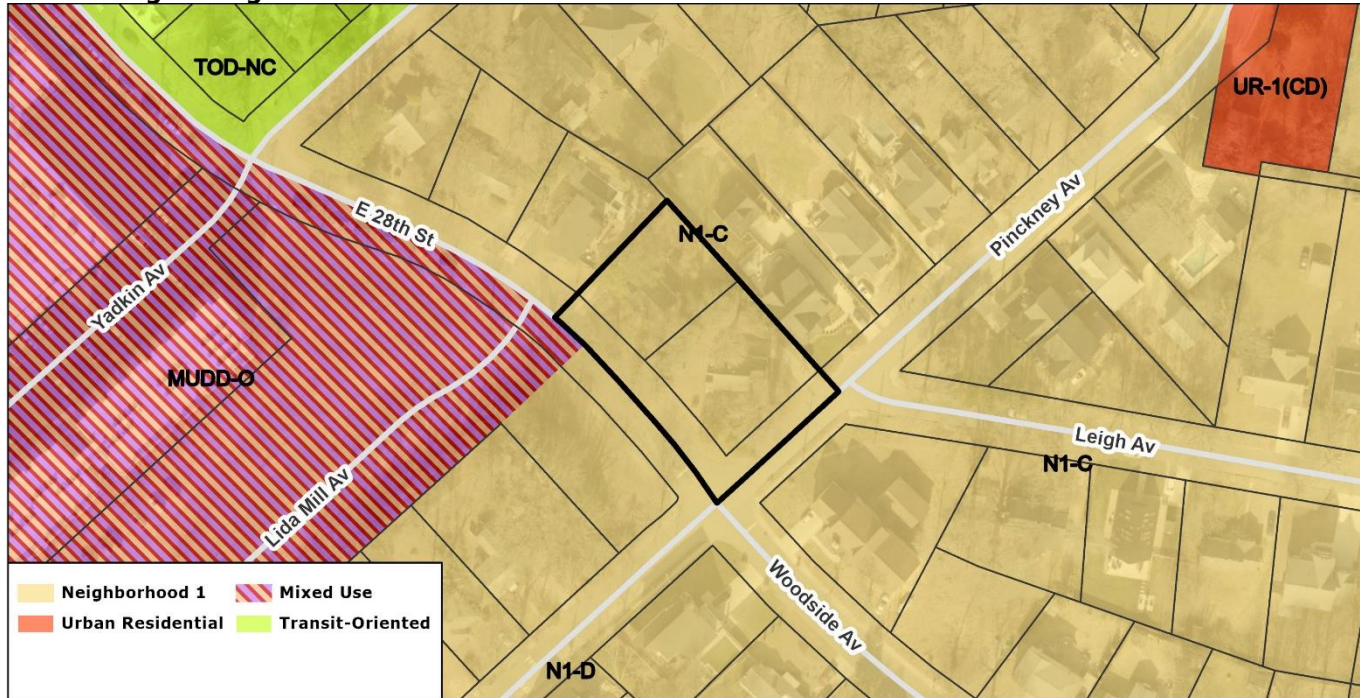 TOD-NC
UR-1(CD)
E 28th St
N1-C
Pinckney Av
Yadkin Av
MUDD-O
Leigh Av
N1-C
Lida Mill Av
Woodside Av
N1-D
Neighborhood 1
Mixed Use
Urban Residential
Transit-Oriented